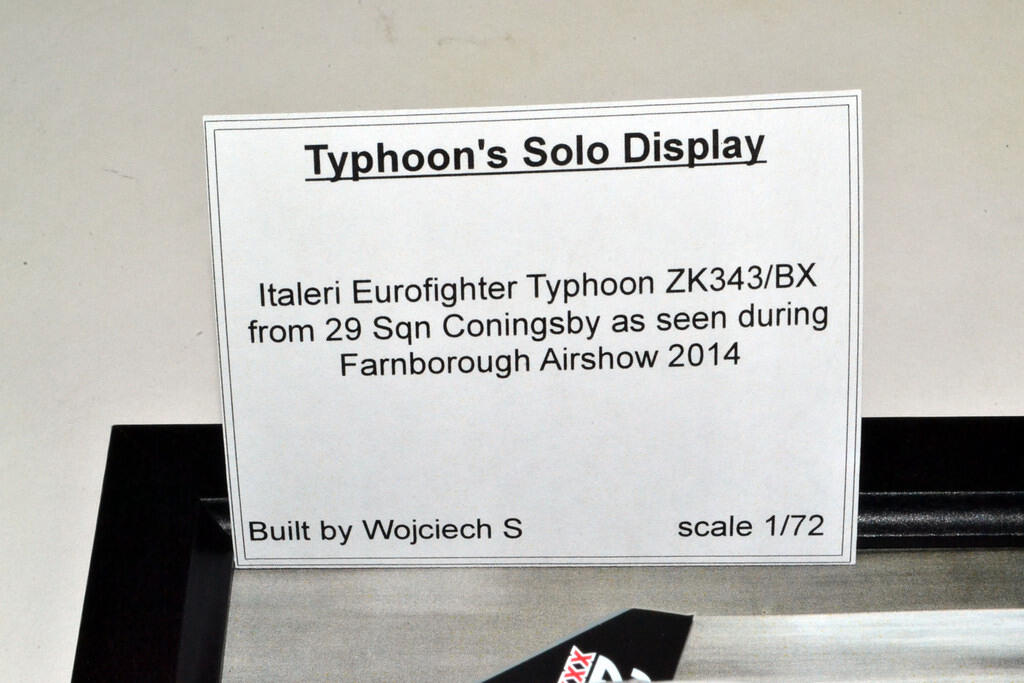 Typhoon's Solo Display
Italeri Eurofighter Typhoon ZK343/BX
from 29 Sqn Coningsby as seen during
Farnborough Airshow 2014
Built by Wojciech S
scale 1/72
XXX